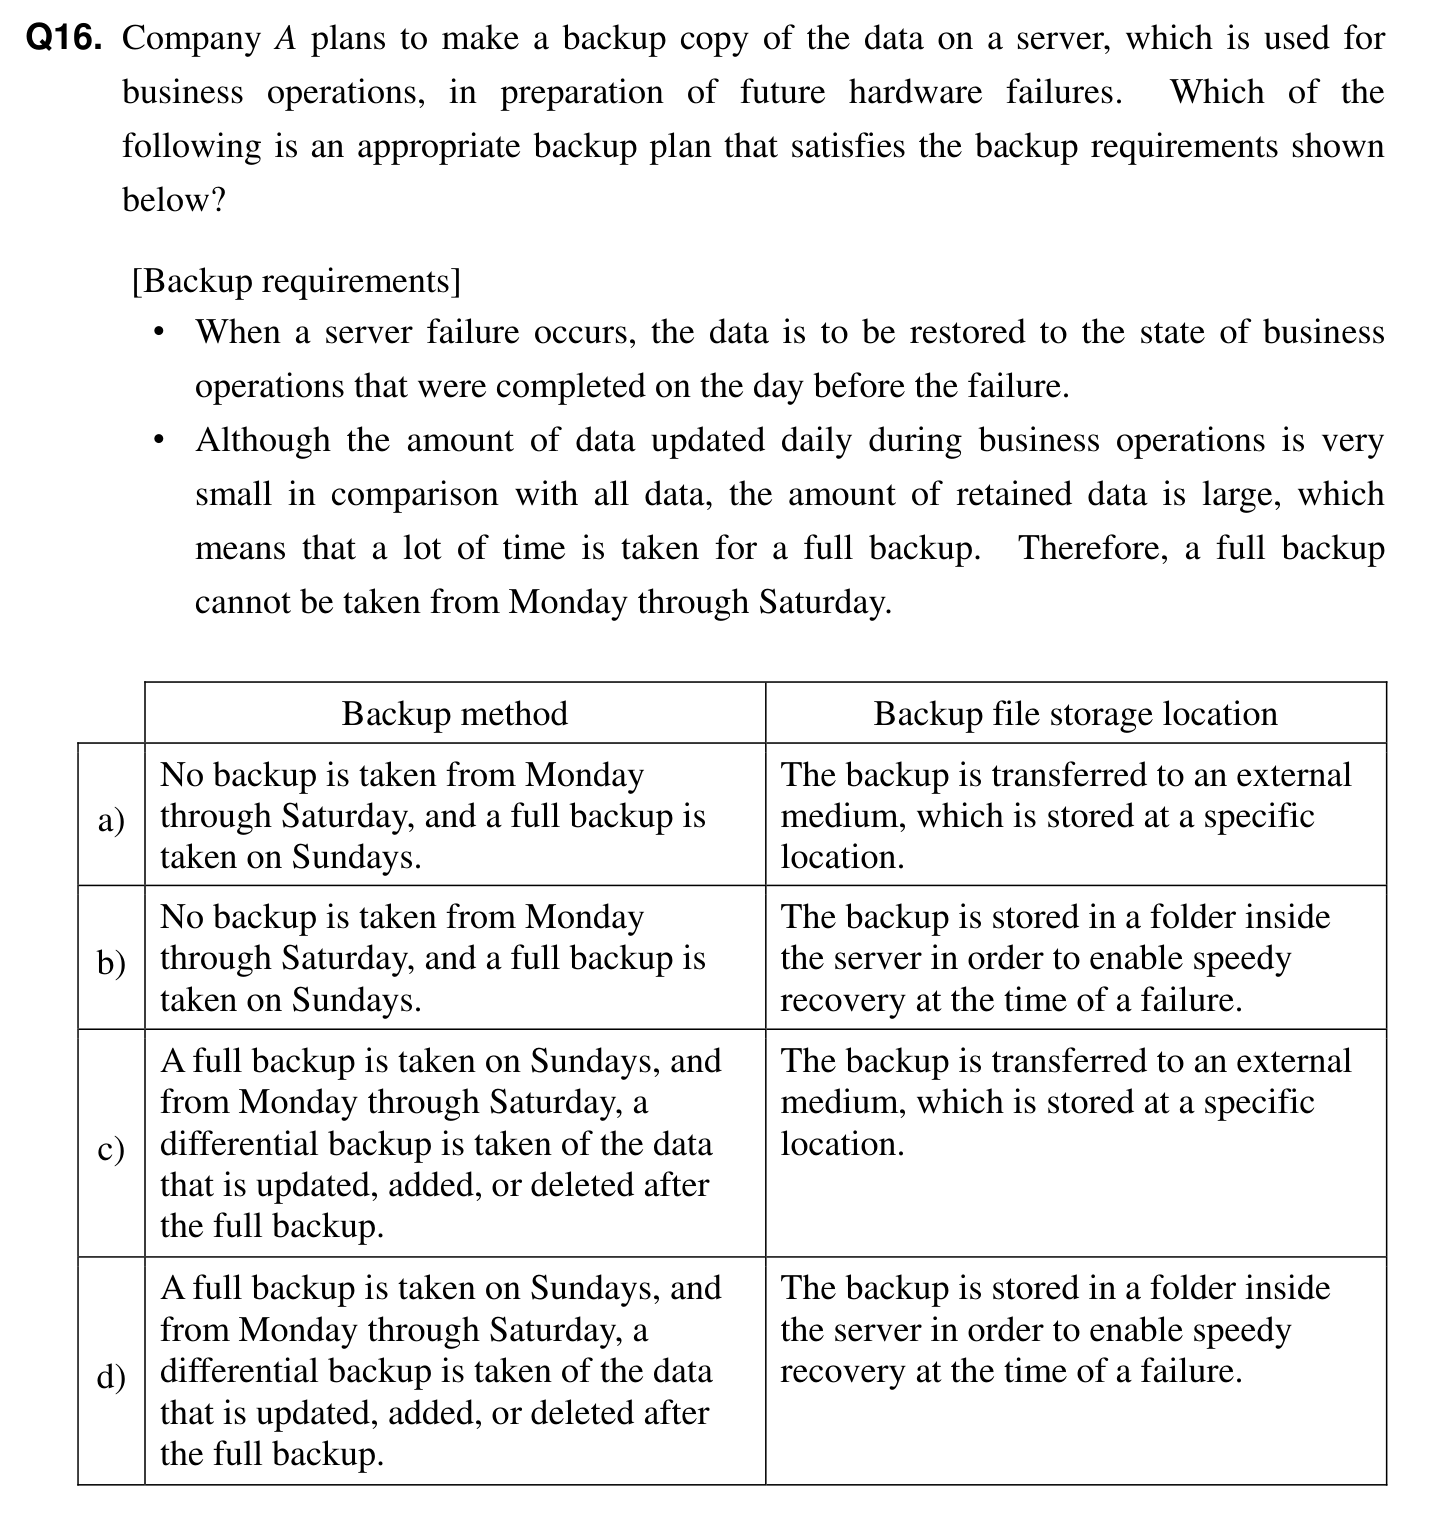 Q16. Company A plans to make a backup copy of the data on a server, which is used for
business operations, in preparation of future hardware failures. Which of the
following is an appropriate backup plan that satisfies the backup requirements shown
below?
[Backup requirements]
• When a server failure occurs, the data is to be restored to the state of business
operations that were completed on the day before the failure.
• Although the amount of data updated daily during business operations is very
small in comparison with all data, the amount of retained data is large, which
means that a lot of time is taken for a full backup. Therefore, a full backup
cannot be taken from Monday through Saturday.
Backup method
Backup file storage location
a)
No backup is taken from Monday
through Saturday, and a full backup is
taken on Sundays.
The backup is transferred to an external
medium, which is stored at a specific
location.
b)
No backup is taken from Monday
through Saturday, and a full backup is
taken on Sundays.
The backup is stored in a folder inside
the server in order to enable speedy
recovery at the time of a failure.
c)
A full backup is taken on Sundays, and
from Monday through Saturday, a
differential backup is taken of the data
that is updated, added, or deleted after
the full backup.
The backup is transferred to an external
medium, which is stored at a specific
location.
d)
A full backup is taken on Sundays, and
from Monday through Saturday, a
differential backup is taken of the data
that is updated, added, or deleted after
the full backup.
The backup is stored in a folder inside
the server in order to enable speedy
recovery at the time of a failure.